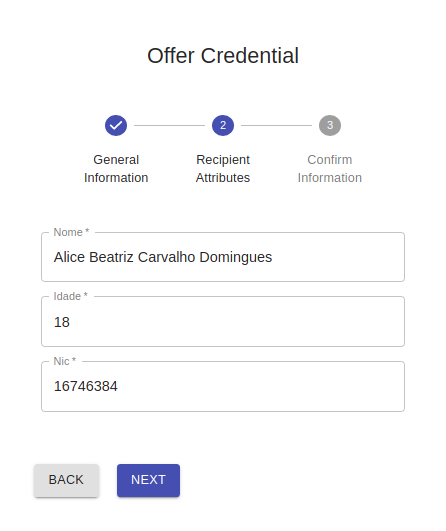 Offer Credential
2
3
General
Information
Recipient
Attributes
Confirm
Information
Nome *
Alice Beatriz Carvalho Domingues
Idade *
18
Nic *
16746384
BACK
NEXT